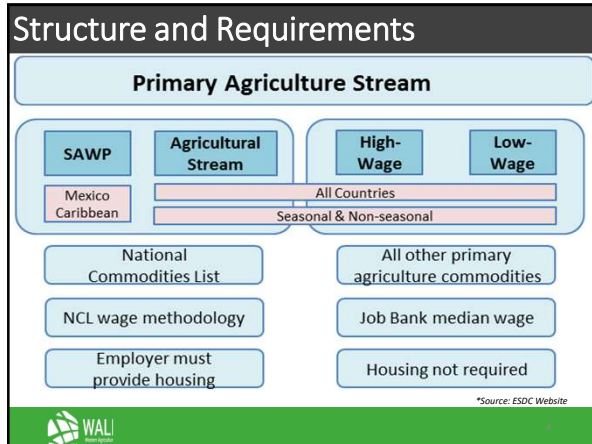 Structure and Requirements
Primary Agriculture Stream
SAWP
Agricultural
Stream
High-
Wage
Low-
Wage
Mexico
Caribbean
All Countries
Seasonal & Non-seasonal
National
Commodities List
All other primary
agriculture commodities
NCL wage methodology
Job Bank median wage
Employer must
provide housing
Housing not required
*Source: ESDC Website
WALI